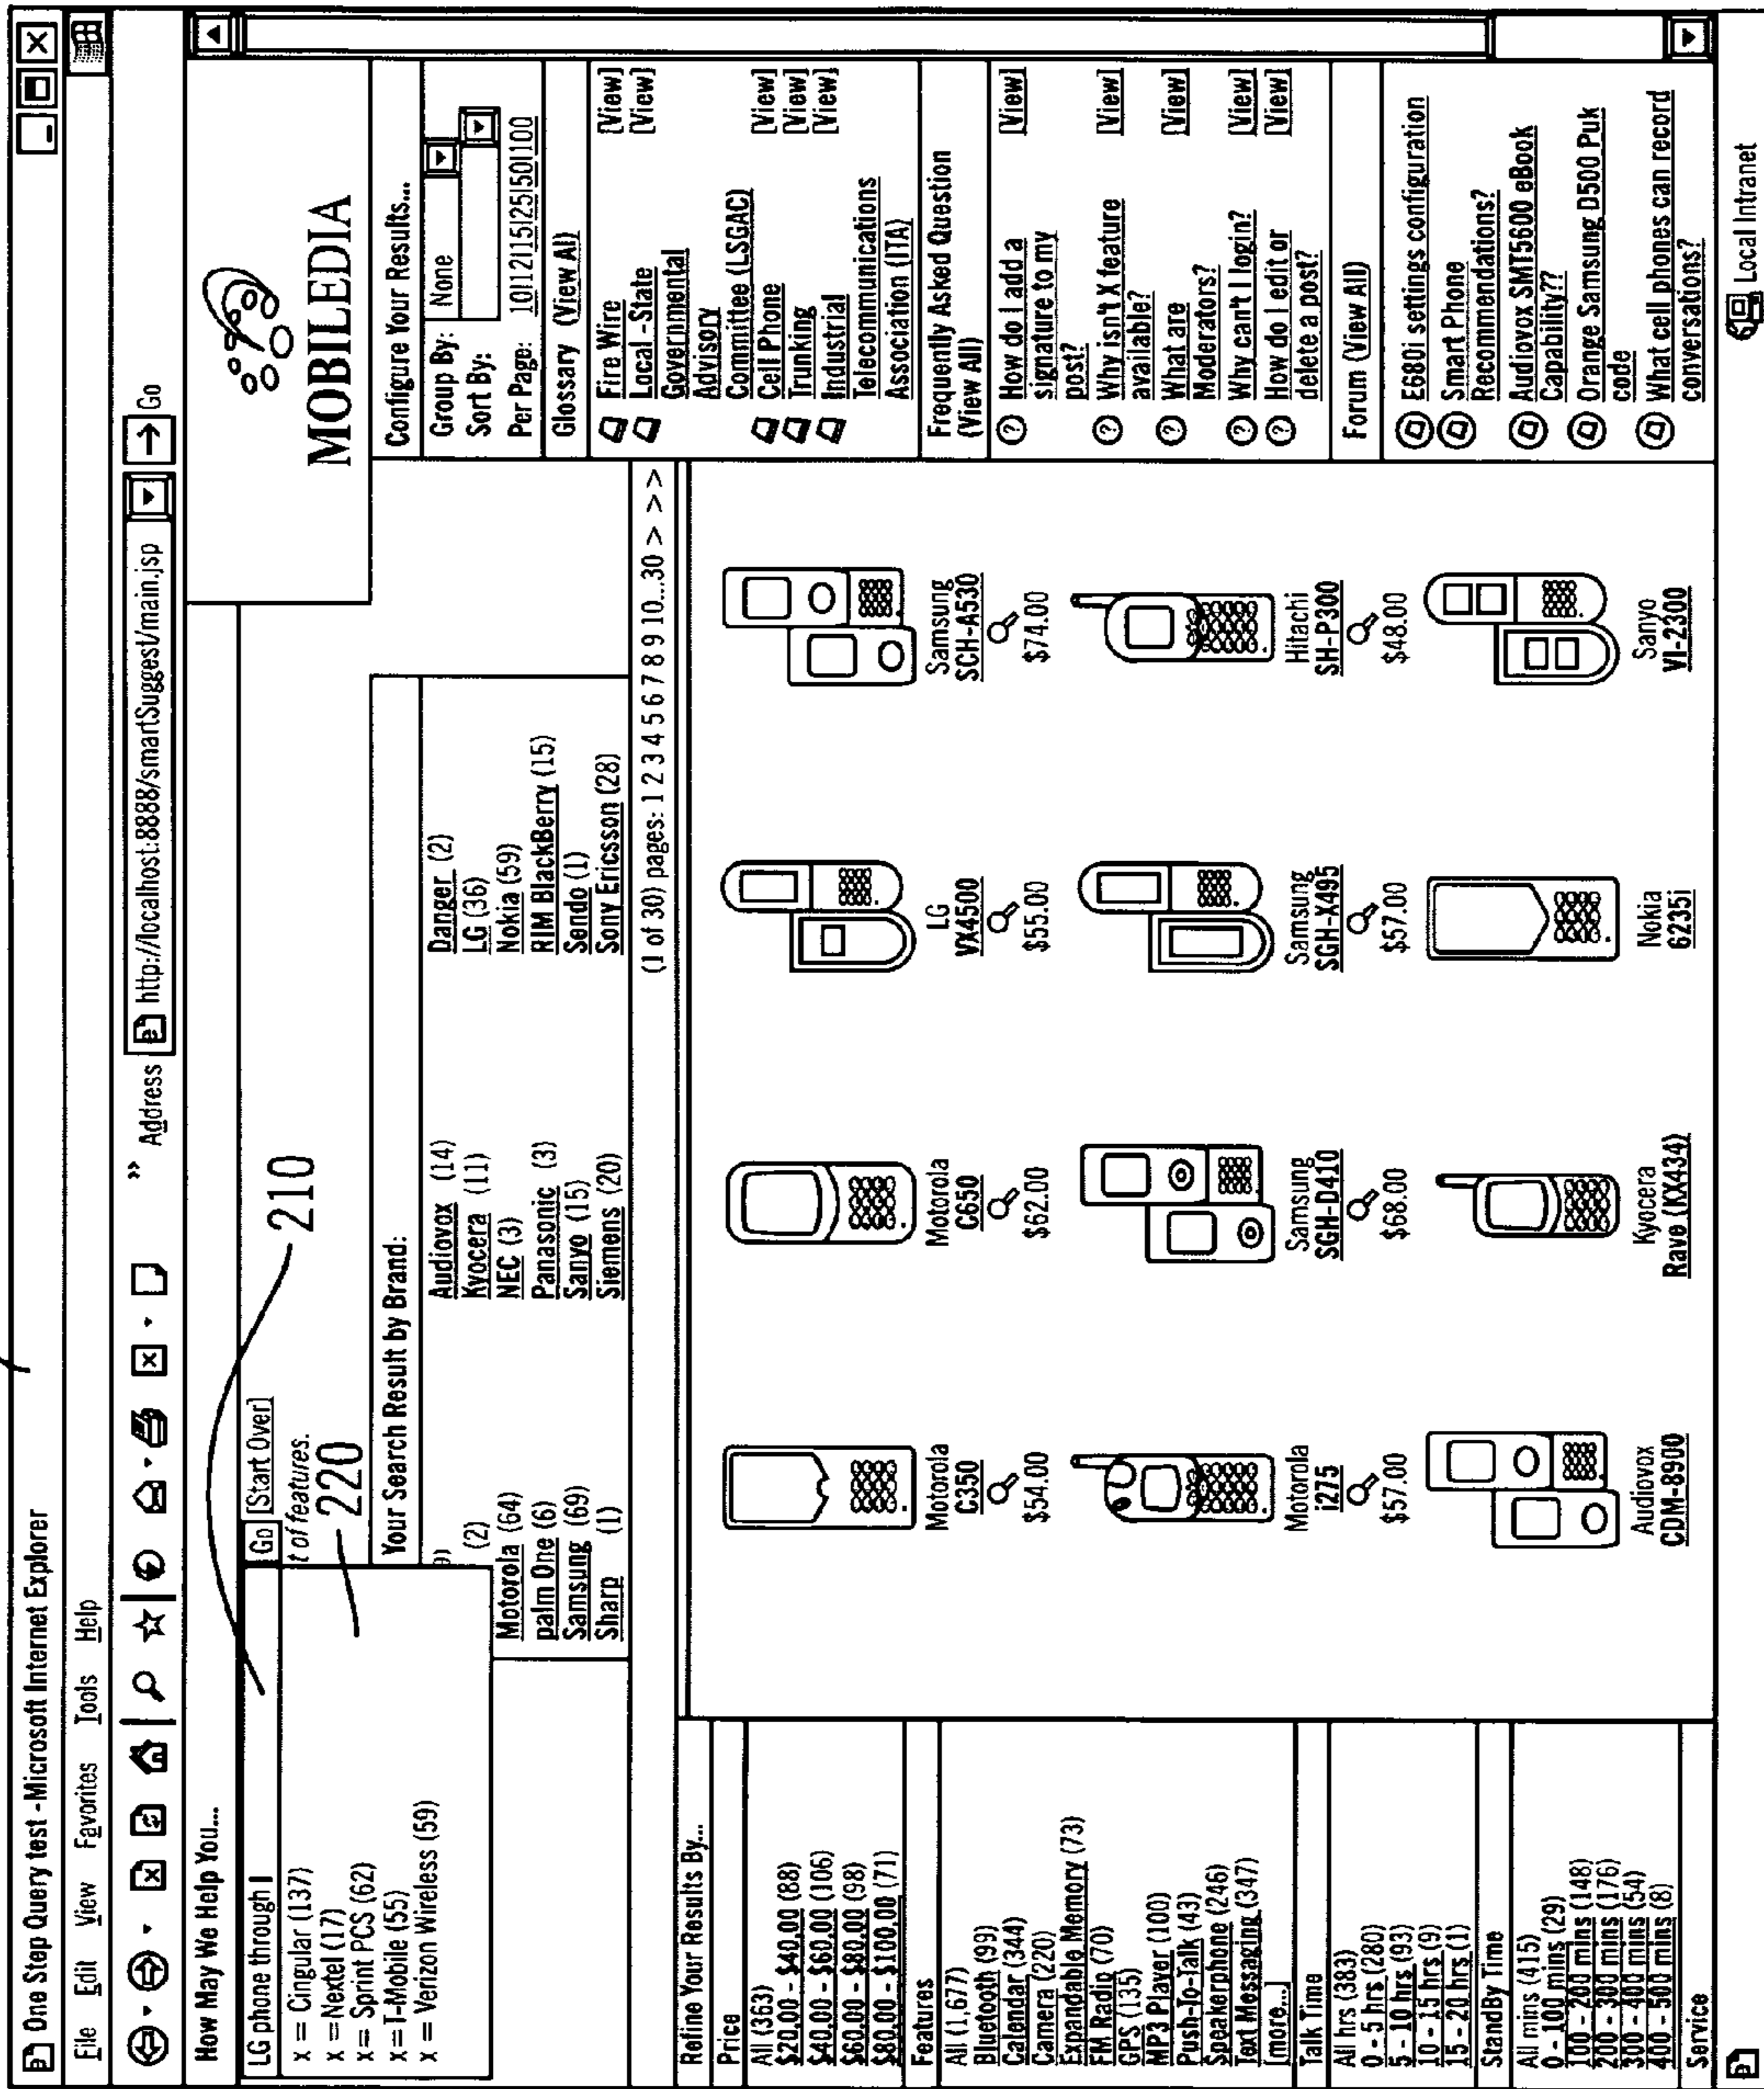 One Step Query test -Microsoft Internet Explorer
File Edit View Favorites Tools Help
» Address http://localhost:8888/smartSuggest/main.jsp Go
How May We Help You...
MOBILEDIA
LG phone through
Go [Start Over]
210
t of features.
220
x = Cingular (137)
x =Nextel (17)
x = Sprint PCS (62)
x =T-Mobile (55)
x = Verizon Wireless (59)
Your Search Result by Brand:
9)
(2)
Motorola (64)
palm One (6)
Samsung (69)
Sharp (1)
Audiovox (14)
Kyocera (11)
NEC (3)
Panasonic (3)
Sanyo (15)
Siemens (20)
Danger (2)
LG (36)
Nokia (59)
RIM BlackBerry (15)
Sendo (1)
Sony Ericsson (28)
(1 of 30) pages: 1 2 3 4 5 6 7 8 9 10...30 > > >
Refine Your Results By...
Price
All (363)
$20.00 - $40.00 (88)
$40.00 - $60.00 (106)
$60.00 - $80.00 (98)
$80.00 - $100.00 (71)
Features
All (1,677)
Bluetooth (99)
Calendar (344)
Camera (220)
Expandable Memory (73)
FM Radio (70)
GPS (135)
MP3 Player (100)
Push-To-Talk (43)
Speakerphone (246)
Text Messaging (347)
[more...]
Talk Time
All hrs (383)
0 - 5 hrs (280)
5 - 10 hrs (93)
10 - 15 hrs (9)
15 - 20 hrs (1)
StandBy Time
All mins (415)
0 - 100 mins (29)
100 - 200 mins (148)
200 - 300 mins (176)
300 - 400 mins (54)
400 - 500 mins (8)
Service
Motorola
C350
$54.00
Motorola
C650
$62.00
LG
VX4500
$55.00
Samsung
SCH-A530
$74.00
Motorola
i275
$57.00
Samsung
SGH-D410
$68.00
Samsung
SGH-X495
$57.00
Hitachi
SH-P300
$48.00
Audiovox
CDM-8900
Kyocera
Rave (KX434)
Nokia
6235i
Sanyo
VI-2300
Configure Your Results...
Group By: None
Sort By:
Per Page: 10|12|15|25|50|100
Glossary (View All)
Fire Wire [View]
Local -State [View]
Governmental
Advisory
Committee (LSGAC)
Cell Phone [View]
Trunking [View]
Industrial [View]
Telecommunications
Association (ITA)
Frequently Asked Question
(View All)
How do I add a [View]
signature to my
post?
Why isn't X feature [View]
available?
What are [View]
Moderators?
Why can't I login? [View]
How do I edit or [View]
delete a post?
Forum (View All)
E680i settings configuration
Smart Phone
Recommendations?
Audiovox SMT5600 eBook
Capability??
Orange Samsung D500 Puk
code
What cell phones can record
conversations?
Local Intranet